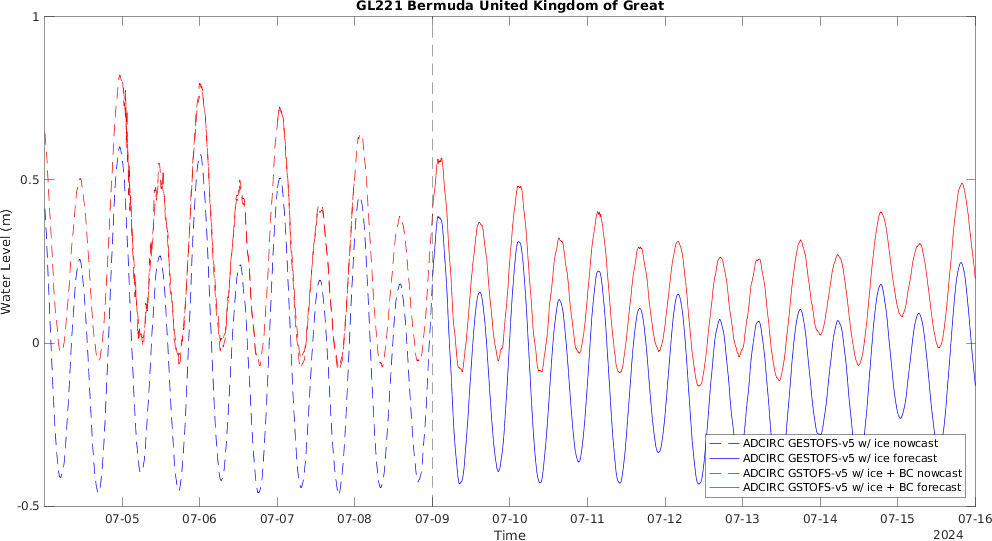 GL221 Bermuda United Kingdom of Great
Water Level (m)
1
0.5
0
-0.5
07-05 07-06 07-07 07-08 07-09 07-10 07-11 07-12 07-13 07-14 07-15 07-16
Time
2024
ADCIRC GESTOFS-v5 w/ ice nowcast
ADCIRC GESTOFS-v5 w/ ice forecast
ADCIRC GSTOFS-v5 w/ ice + BC nowcast
ADCIRC GSTOFS-v5 w/ ice + BC forecast